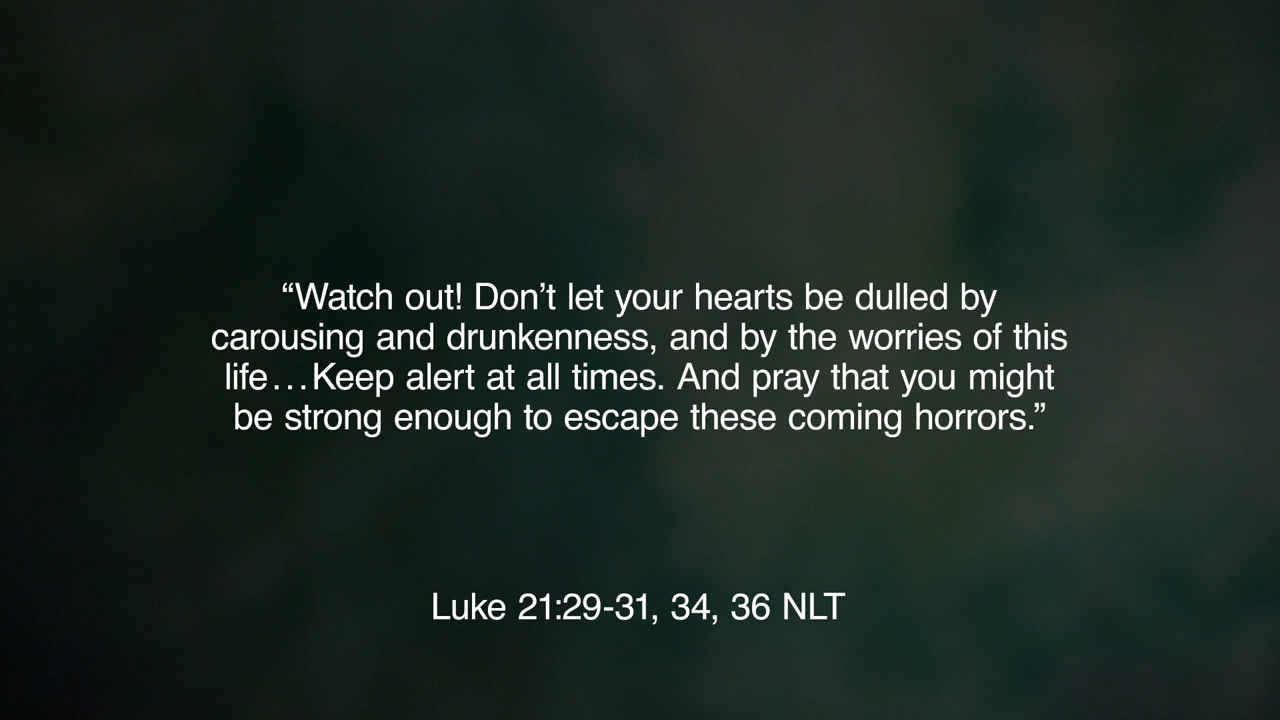 “Watch out! Don’t let your hearts be dulled by
carousing and drunkenness, and by the worries of this
life…Keep alert at all times. And pray that you might
be strong enough to escape these coming horrors.”
Luke 21:29-31, 34, 36 NLT